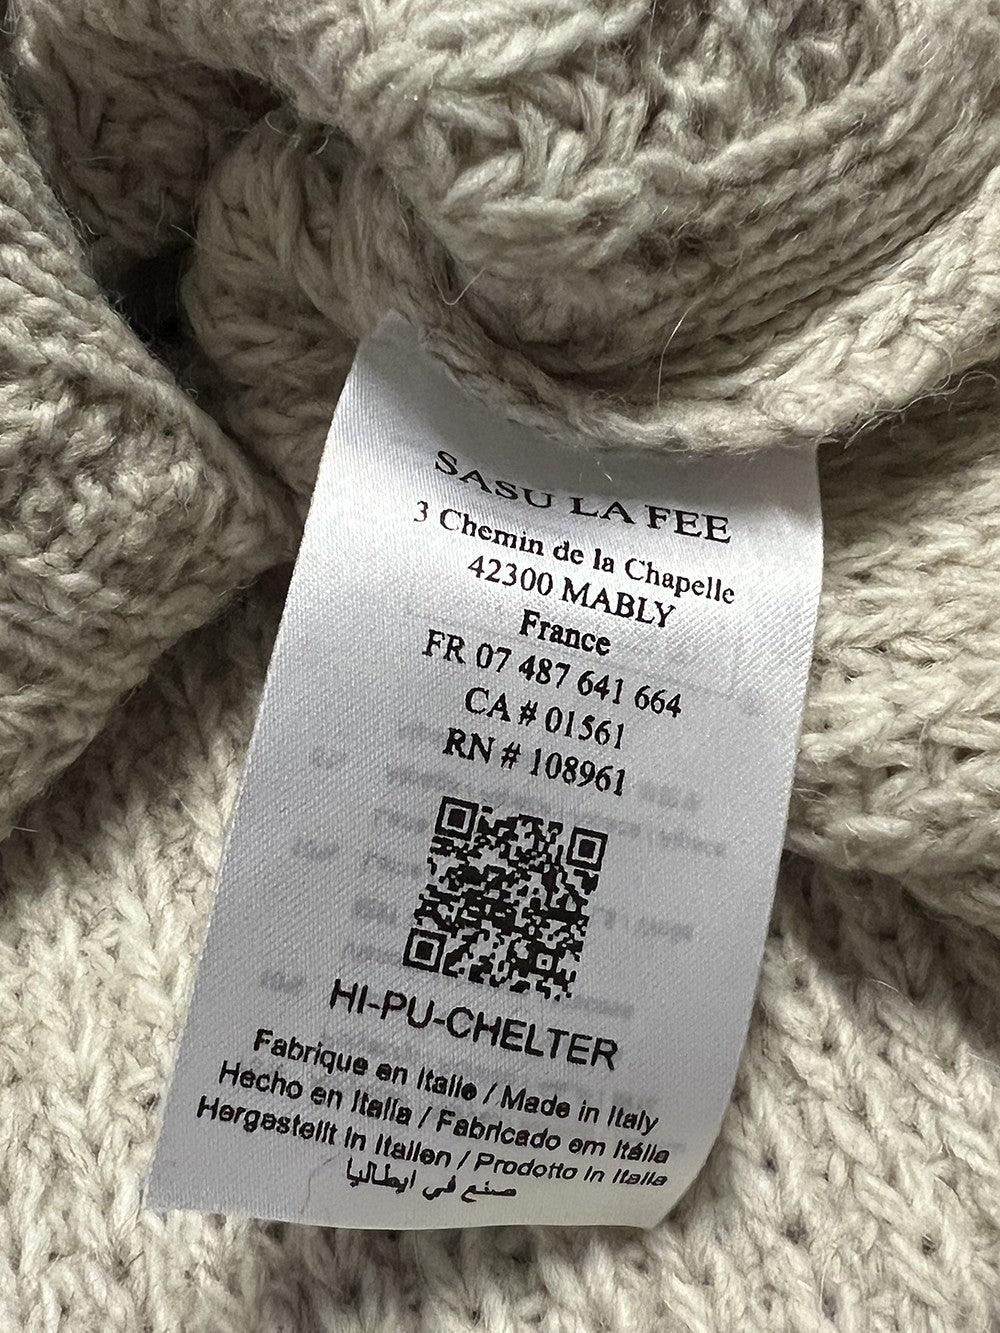 SASU LA FEE
3 Chemin de la Chapelle
42300 MABLY
France
FR 07 487 641 664
CA # 01561
RN # 108961
HI-PU-CHELTER
Fabrique en Italie / Made in Italy
Hecho en Italia / Fabricado em Itália
Hergestellt in Italien / Prodotto in Italia
صنع في ايطاليا